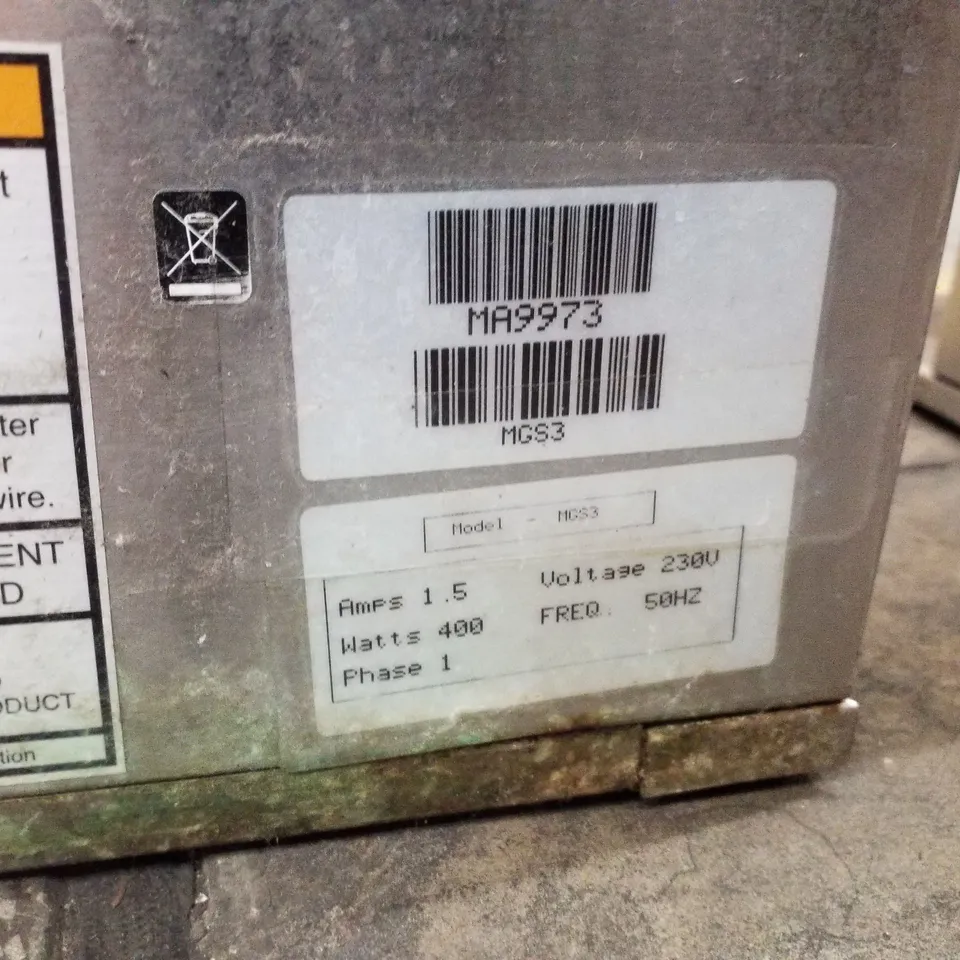 t
ter
r
wire.
ENT
D
ODUCT
tion
MA9973
MGS3
Model - MGS3
Amps 1.5 Voltage 230V
Watts 400 FREQ. 50HZ
Phase 1